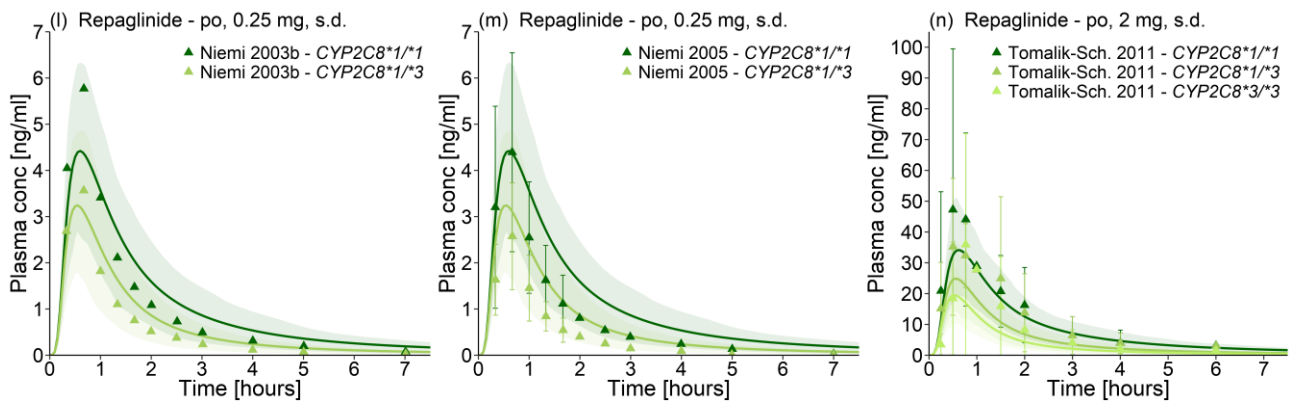 (l) Repaglinide - po, 0.25 mg, s.d.
Niemi 2003b - CYP2C8*1/*1
Niemi 2003b - CYP2C8*1/*3
Plasma conc [ng/ml]
7
6
5
4
3
2
1
0
0 1 2 3 4 5 6 7
Time [hours]
(m) Repaglinide - po, 0.25 mg, s.d.
Niemi 2005 - CYP2C8*1/*1
Niemi 2005 - CYP2C8*1/*3
Plasma conc [ng/ml]
7
6
5
4
3
2
1
0
0 1 2 3 4 5 6 7
Time [hours]
(n) Repaglinide - po, 2 mg, s.d.
Tomalik-Sch. 2011 - CYP2C8*1/*1
Tomalik-Sch. 2011 - CYP2C8*1/*3
Tomalik-Sch. 2011 - CYP2C8*3/*3
Plasma conc [ng/ml]
100
90
80
70
60
50
40
30
20
10
0
0 1 2 3 4 5 6 7
Time [hours]